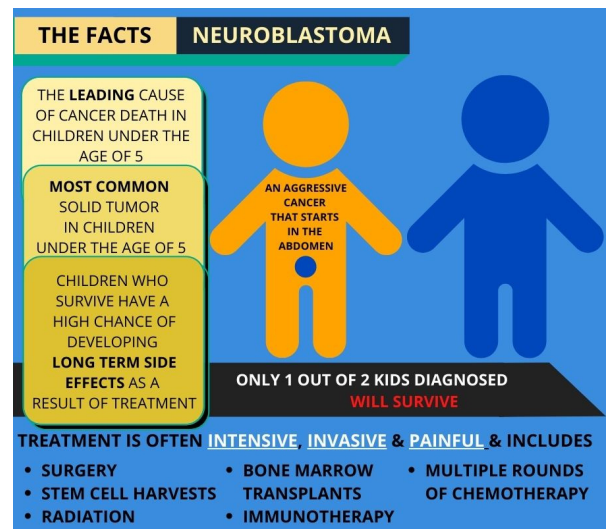 THE FACTS
NEUROBLASTOMA
THE LEADING CAUSE
OF CANCER DEATH IN
CHILDREN UNDER THE
AGE OF 5
MOST COMMON
SOLID TUMOR
IN CHILDREN
UNDER THE AGE OF 5
CHILDREN WHO
SURVIVE HAVE A
HIGH CHANCE OF
DEVELOPING
LONG TERM SIDE
EFFECTS AS A
RESULT OF TREATMENT
AN AGGRESSIVE
CANCER
THAT STARTS
IN THE
ABDOMEN
ONLY 1 OUT OF 2 KIDS DIAGNOSED
WILL SURVIVE
TREATMENT IS OFTEN INTENSIVE, INVASIVE & PAINFUL & INCLUDES
• SURGERY
• STEM CELL HARVESTS
• RADIATION
• BONE MARROW
TRANSPLANTS
• IMMUNOTHERAPY
• MULTIPLE ROUNDS
OF CHEMOTHERAPY